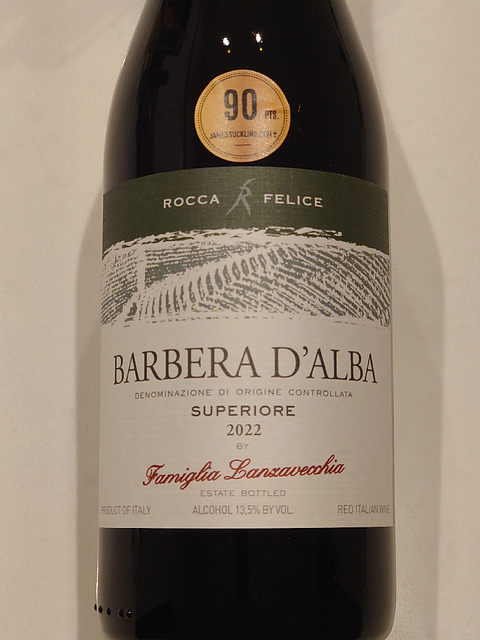 90 PTS.
JAMESSUCKLING.COM
ROCCA FELICE
BARBERA D'ALBA
DENOMINAZIONE DI ORIGINE CONTROLLATA
SUPERIORE
2022
BY
Famiglia Lanzavecchia
ESTATE BOTTLED
PRODUCT OF ITALY ALCOHOL 13,5% BY VOL. RED ITALIAN WINE